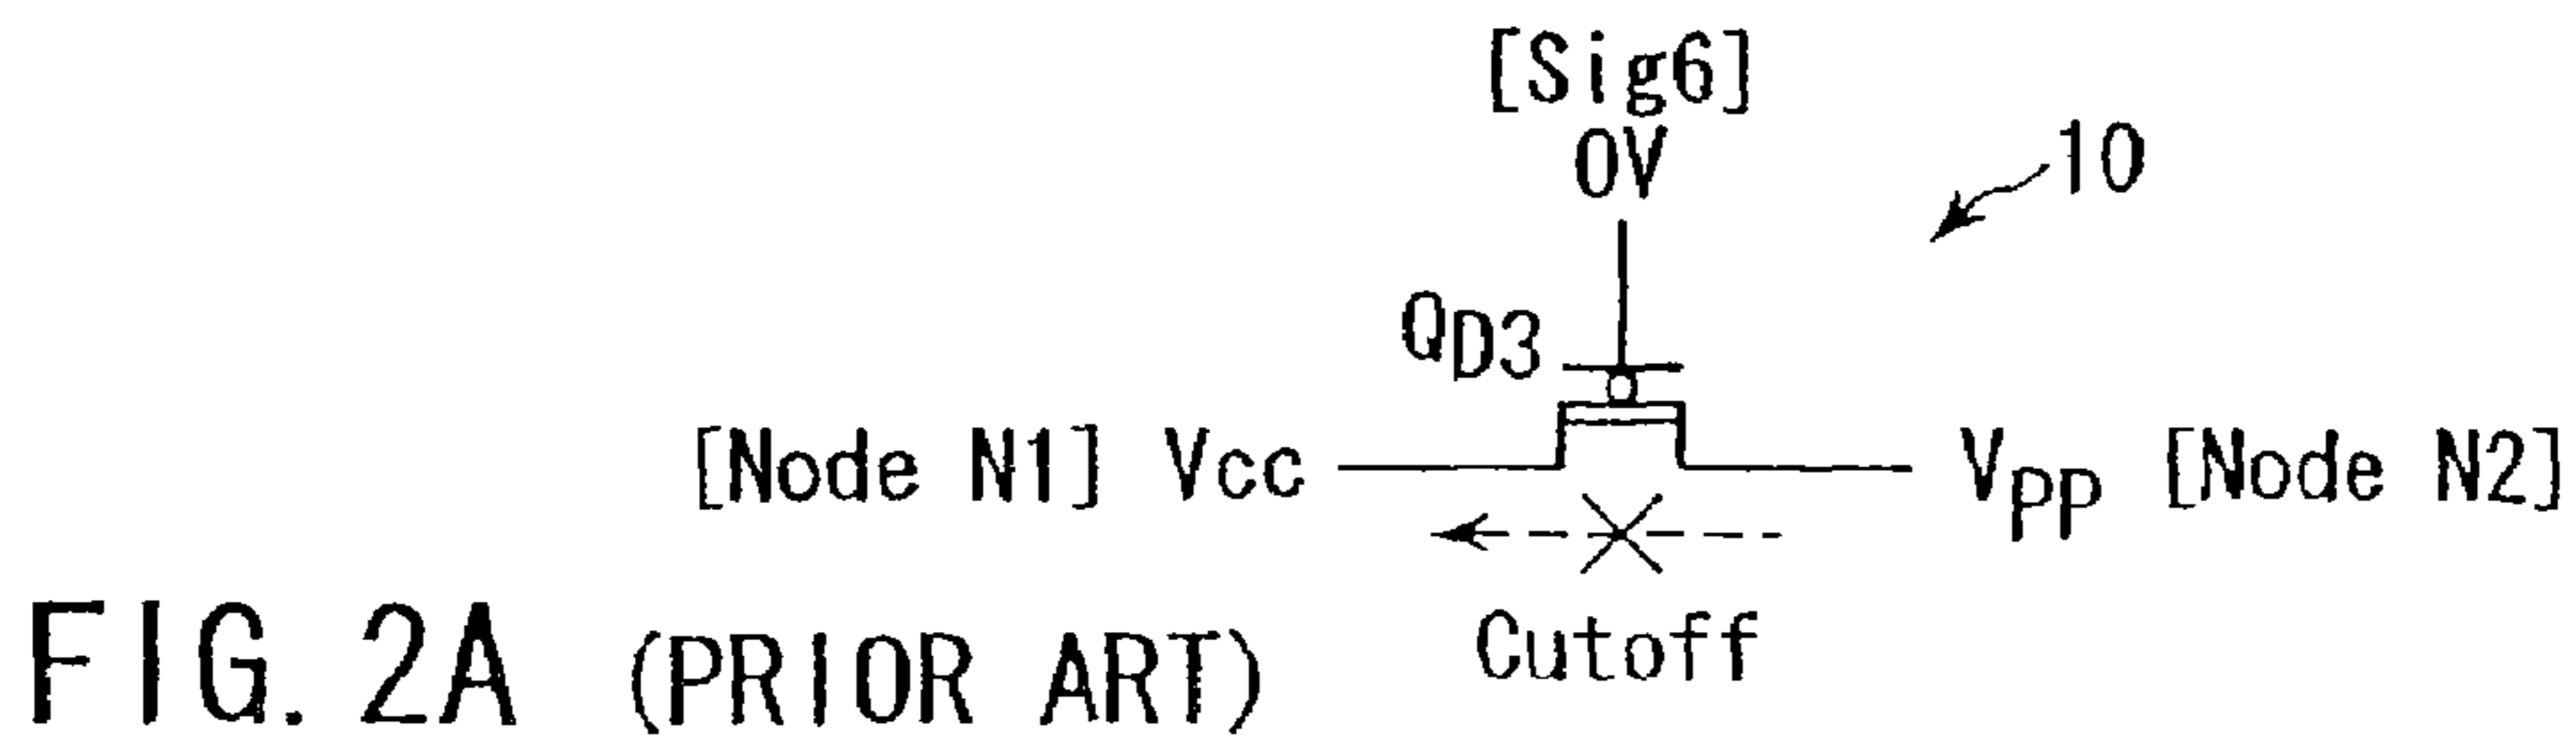 [Sig6]
0V
10
QD3
[Node N1] Vcc
VPP [Node N2]
Cutoff
FIG. 2A (PRIOR ART)